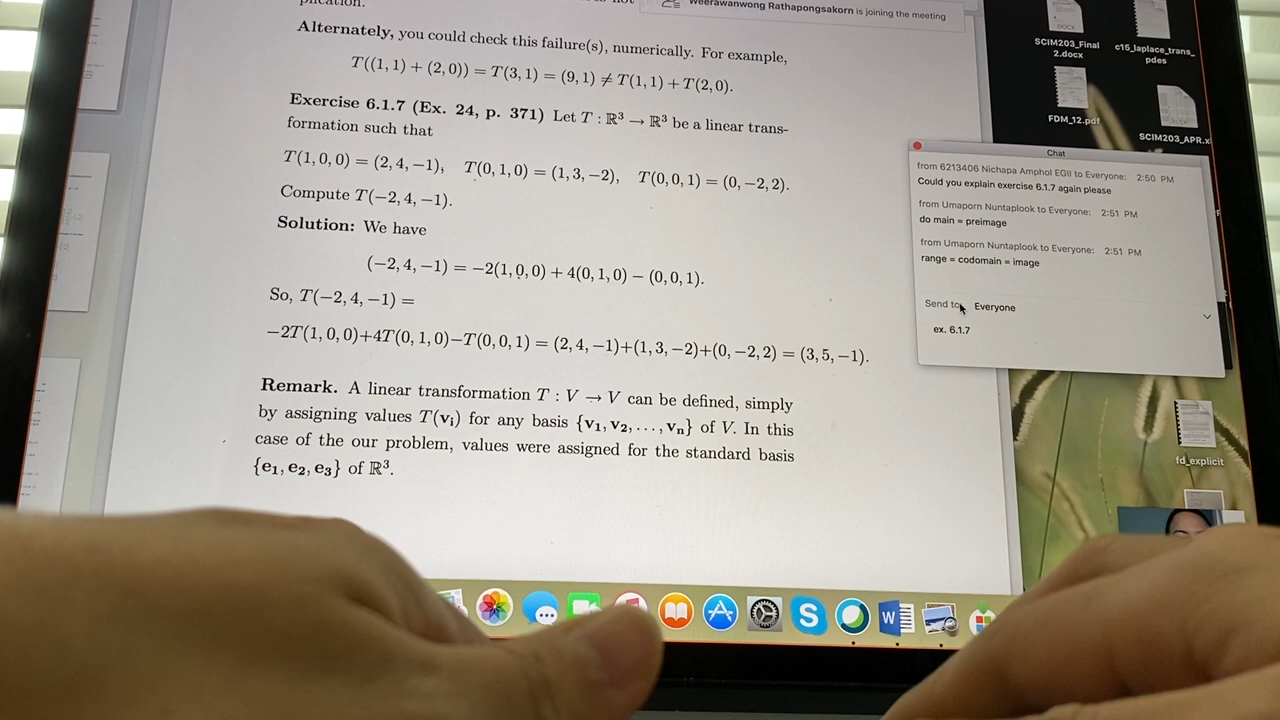 plication.
Weerawanwong Rathapongsakorn is joining the meeting
Alternately, you could check this failure(s), numerically. For example,
T((1, 1) + (2, 0)) = T(3, 1) = (9, 1) ≠ T(1, 1) + T(2, 0).
Exercise 6.1.7 (Ex. 24, p. 371) Let T : ℝ³ → ℝ³ be a linear trans-
formation such that
T(1, 0, 0) = (2, 4, −1), T(0, 1, 0) = (1, 3, −2), T(0, 0, 1) = (0, −2, 2).
Compute T(−2, 4, −1).
Solution: We have
(−2, 4, −1) = −2(1, 0, 0) + 4(0, 1, 0) − (0, 0, 1).
So, T(−2, 4, −1) =
−2T(1, 0, 0)+4T(0, 1, 0)−T(0, 0, 1) = (2, 4, −1)+(1, 3, −2)+(0, −2, 2) = (3, 5, −1).
Remark. A linear transformation T : V → V can be defined, simply
by assigning values T(vᵢ) for any basis {v₁, v₂, . . . , vₙ} of V. In this
case of the our problem, values were assigned for the standard basis
{e₁, e₂, e₃} of ℝ³.
DOCX
SCIM203_Final
2.docx
c15_laplace_trans_
pdes
FDM_12.pdf
SCIM203_APR.x
Chat
from 6213406 Nichapa Amphol EGII to Everyone: 2:50 PM
Could you explain exercise 6.1.7 again please
from Umaporn Nuntaplook to Everyone: 2:51 PM
do main = preimage
from Umaporn Nuntaplook to Everyone: 2:51 PM
range = codomain = image
Send to: Everyone
ex. 6.1.7
fd_explicit
W